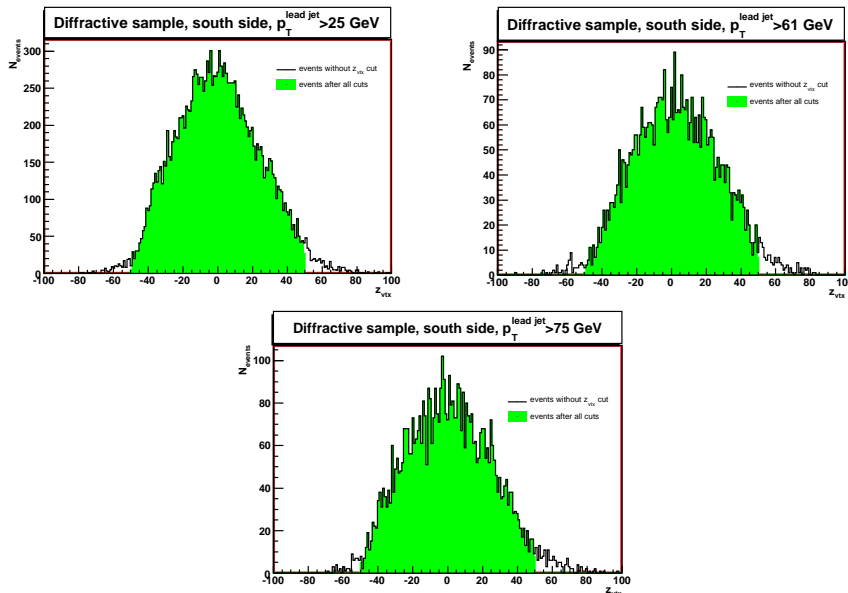 Diffractive sample, south side, p_T^lead jet >25 GeV
N_events
300
250
200
150
100
50
0
events without z_vtx cut
events after all cuts
-100 -80 -60 -40 -20 0 20 40 60 80 100
z_vtx
Diffractive sample, south side, p_T^lead jet >61 GeV
N_events
90
80
70
60
50
40
30
20
10
0
events without z_vtx cut
events after all cuts
-100 -80 -60 -40 -20 0 20 40 60 80 100
z_vtx
Diffractive sample, south side, p_T^lead jet >75 GeV
N_events
100
80
60
40
20
0
events without z_vtx cut
events after all cuts
-100 -80 -60 -40 -20 0 20 40 60 80 100
z_vtx